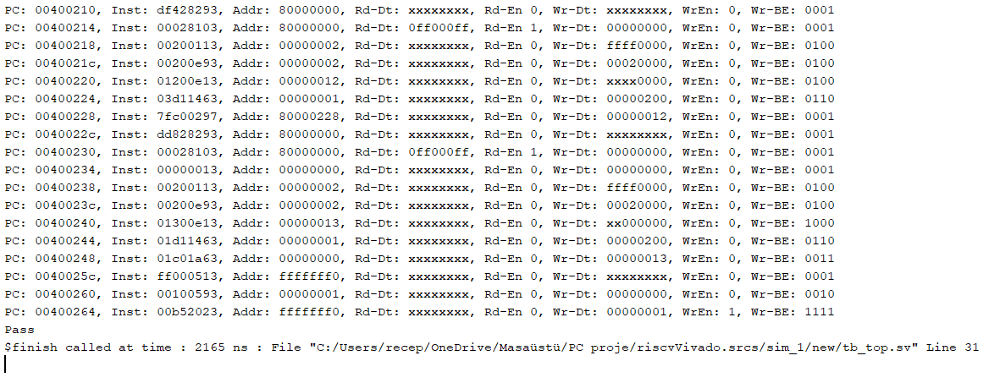 PC: 00400210, Inst: df428293, Addr: 80000000, Rd-Dt: xxxxxxxx, Rd-En 0, Wr-Dt: xxxxxxxx, WrEn: 0, Wr-BE: 0001
PC: 00400214, Inst: 00028103, Addr: 80000000, Rd-Dt: 0ff000ff, Rd-En 1, Wr-Dt: 00000000, WrEn: 0, Wr-BE: 0001
PC: 00400218, Inst: 00200113, Addr: 00000002, Rd-Dt: xxxxxxxx, Rd-En 0, Wr-Dt: ffff0000, WrEn: 0, Wr-BE: 0100
PC: 0040021c, Inst: 00200e93, Addr: 00000002, Rd-Dt: xxxxxxxx, Rd-En 0, Wr-Dt: 00020000, WrEn: 0, Wr-BE: 0100
PC: 00400220, Inst: 01200e13, Addr: 00000012, Rd-Dt: xxxxxxxx, Rd-En 0, Wr-Dt: xxxx0000, WrEn: 0, Wr-BE: 0100
PC: 00400224, Inst: 03d11463, Addr: 00000001, Rd-Dt: xxxxxxxx, Rd-En 0, Wr-Dt: 00000200, WrEn: 0, Wr-BE: 0110
PC: 00400228, Inst: 7fc00297, Addr: 80000228, Rd-Dt: xxxxxxxx, Rd-En 0, Wr-Dt: 00000012, WrEn: 0, Wr-BE: 0001
PC: 0040022c, Inst: dd828293, Addr: 80000000, Rd-Dt: xxxxxxxx, Rd-En 0, Wr-Dt: xxxxxxxx, WrEn: 0, Wr-BE: 0001
PC: 00400230, Inst: 00028103, Addr: 80000000, Rd-Dt: 0ff000ff, Rd-En 1, Wr-Dt: 00000000, WrEn: 0, Wr-BE: 0001
PC: 00400234, Inst: 00000013, Addr: 00000000, Rd-Dt: xxxxxxxx, Rd-En 0, Wr-Dt: 00000000, WrEn: 0, Wr-BE: 0001
PC: 00400238, Inst: 00200113, Addr: 00000002, Rd-Dt: xxxxxxxx, Rd-En 0, Wr-Dt: ffff0000, WrEn: 0, Wr-BE: 0100
PC: 0040023c, Inst: 00200e93, Addr: 00000002, Rd-Dt: xxxxxxxx, Rd-En 0, Wr-Dt: 00020000, WrEn: 0, Wr-BE: 0100
PC: 00400240, Inst: 01300e13, Addr: 00000013, Rd-Dt: xxxxxxxx, Rd-En 0, Wr-Dt: xx000000, WrEn: 0, Wr-BE: 1000
PC: 00400244, Inst: 01d11463, Addr: 00000001, Rd-Dt: xxxxxxxx, Rd-En 0, Wr-Dt: 00000200, WrEn: 0, Wr-BE: 0110
PC: 00400248, Inst: 01c01a63, Addr: 00000000, Rd-Dt: xxxxxxxx, Rd-En 0, Wr-Dt: 00000013, WrEn: 0, Wr-BE: 0011
PC: 0040025c, Inst: ff000513, Addr: fffffff0, Rd-Dt: xxxxxxxx, Rd-En 0, Wr-Dt: xxxxxxxx, WrEn: 0, Wr-BE: 0001
PC: 00400260, Inst: 00100593, Addr: 00000001, Rd-Dt: xxxxxxxx, Rd-En 0, Wr-Dt: 00000000, WrEn: 0, Wr-BE: 0010
PC: 00400264, Inst: 00b52023, Addr: fffffff0, Rd-Dt: xxxxxxxx, Rd-En 0, Wr-Dt: 00000001, WrEn: 1, Wr-BE: 1111
Pass
$finish called at time : 2165 ns : File "C:/Users/recep/OneDrive/Masaüstü/PC proje/riscvVivado.srcs/sim_1/new/tb_top.sv" Line 31